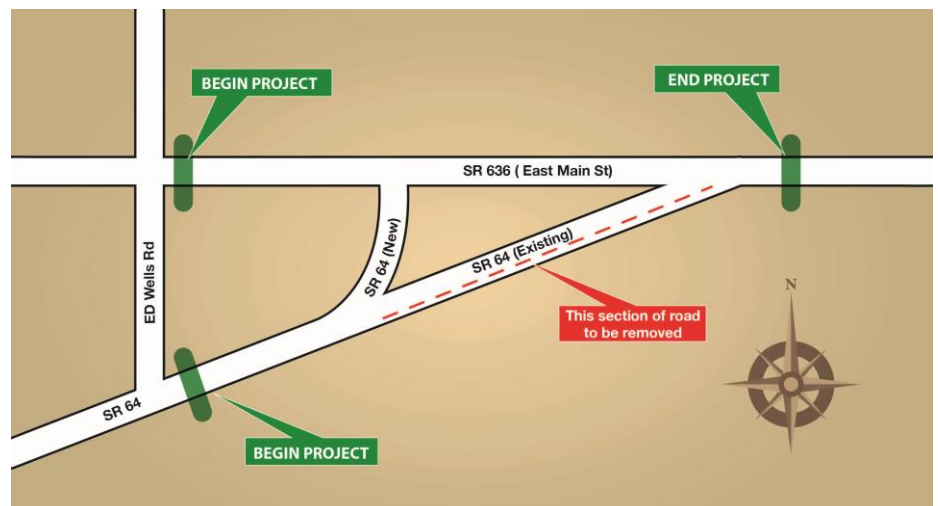 BEGIN PROJECT
END PROJECT
SR 636 ( East Main St)
SR 64 (New)
SR 64 (Existing)
ED Wells Rd
This section of road
to be removed
N
SR 64
BEGIN PROJECT